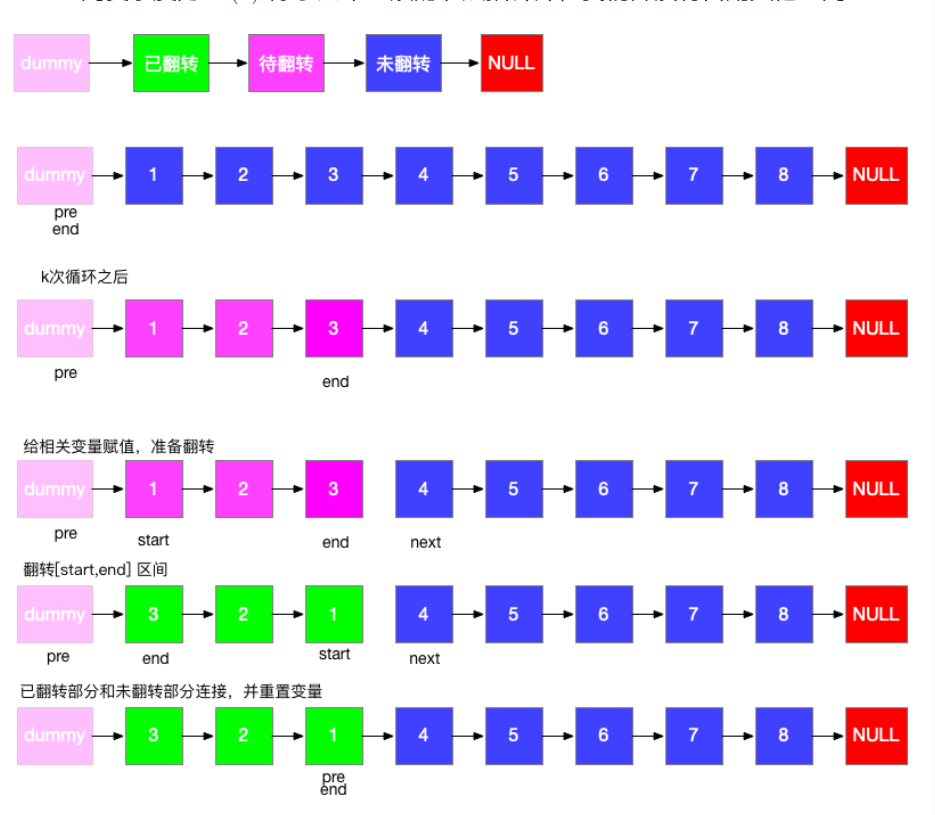 dummy 已翻转 待翻转 未翻转 NULL
dummy 1 2 3 4 5 6 7 8 NULL
pre
end
k次循环之后
dummy 1 2 3 4 5 6 7 8 NULL
pre end
给相关变量赋值，准备翻转
dummy 1 2 3 4 5 6 7 8 NULL
pre start end next
翻转[start,end] 区间
dummy 3 2 1 4 5 6 7 8 NULL
pre end start next
已翻转部分和未翻转部分连接，并重置变量
dummy 3 2 1 4 5 6 7 8 NULL
pre
end